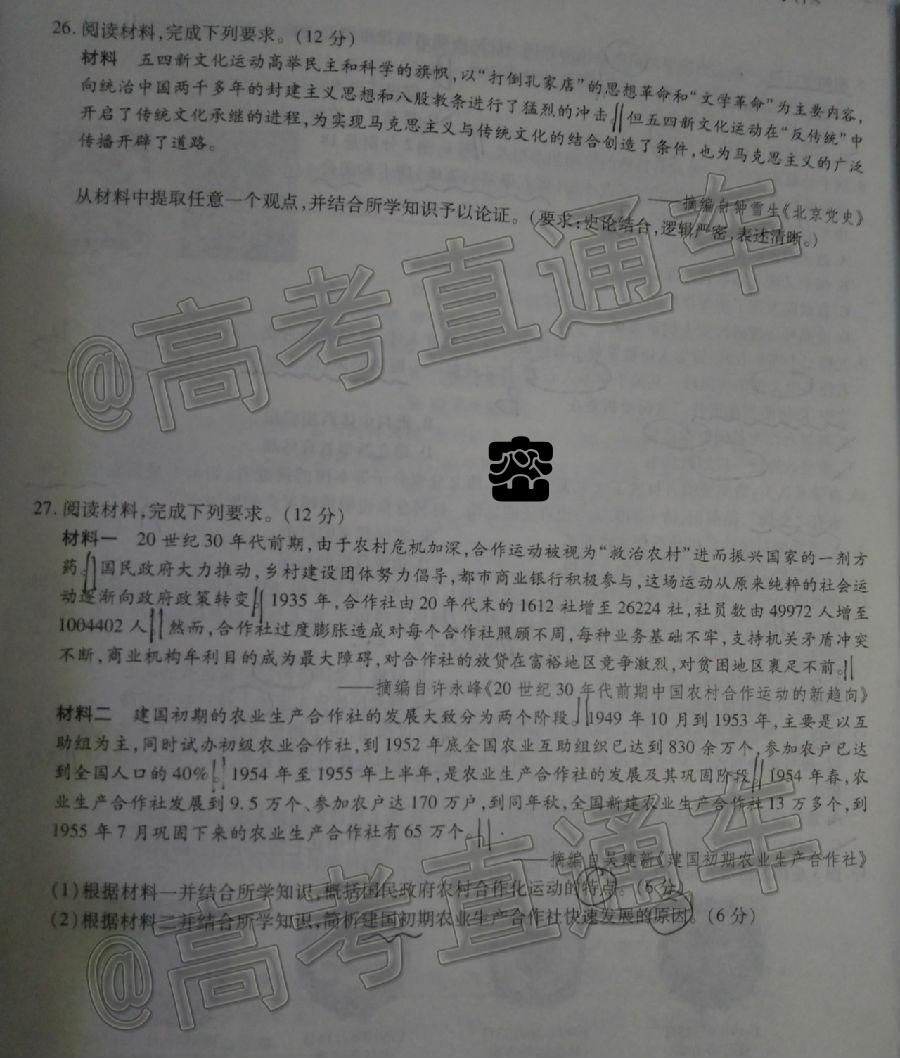 26. 阅读材料,完成下列要求。(12 分)
材料 五四新文化运动高举民主和科学的旗帜,以“打倒孔家店”的思想革命和“文学革命”为主要内容,
向统治中国两千多年的封建主义思想和八股教条进行了猛烈的冲击。但五四新文化运动在“反传统”中
开启了传统文化承继的进程,为实现马克思主义与传统文化的结合创造了条件,也为马克思主义的广泛
传播开辟了道路。
——摘编自钟雪生《北京党史》
从材料中提取任意一个观点,并结合所学知识予以论证。(要求:史论结合,逻辑严密,表述清晰。)
@高考直通车
27. 阅读材料,完成下列要求。(12 分)
材料一 20 世纪 30 年代前期,由于农村危机加深,合作运动被视为“救治农村”进而振兴国家的一剂方
药。国民政府大力推动,乡村建设团体努力倡导,都市商业银行积极参与,这场运动从原来纯粹的社会运
动逐渐向政府政策转变。1935 年,合作社由 20 年代末的 1612 社增至 26224 社,社员数由 49972 人增至
1004402 人。然而,合作社过度膨胀造成对每个合作社照顾不周,每种业务基础不牢,支持机关矛盾冲突
不断,商业机构牟利目的成为最大障碍,对合作社的放贷在富裕地区竞争激烈,对贫困地区裹足不前。
——摘编自许永峰《20 世纪 30 年代前期中国农村合作运动的新趋向》
材料二 建国初期的农业生产合作社的发展大致分为两个阶段。1949 年 10 月到 1953 年,主要是以互
助组为主,同时试办初级农业合作社,到 1952 年底全国农业互助组织已达到 830 余万个,参加农户已达
到全国人口的 40%。1954 年至 1955 年上半年,是农业生产合作社的发展及其巩固阶段。1954 年春,农
业生产合作社发展到 9.5 万个、参加农户达 170 万户,到同年秋,全国新建农业生产合作社 13 万多个,到
1955 年 7 月巩固下来的农业生产合作社有 65 万个。
——摘编自吴建新《建国初期农业生产合作社》
(1)根据材料一并结合所学知识,概括国民政府农村合作化运动的特点。(6 分)
(2)根据材料二并结合所学知识,简析建国初期农业生产合作社快速发展的原因。(6 分)
@高考直通车